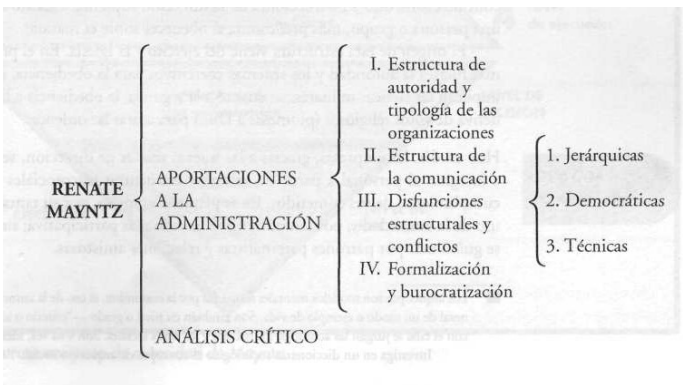 RENATE
MAYNTZ
APORTACIONES
A LA
ADMINISTRACIÓN
I. Estructura de
autoridad y
tipología de las
organizaciones
II. Estructura de
la comunicación
III. Disfunciones
estructurales y
conflictos
IV. Formalización
y burocratización
1. Jerárquicas
2. Democráticas
3. Técnicas
ANÁLISIS CRÍTICO